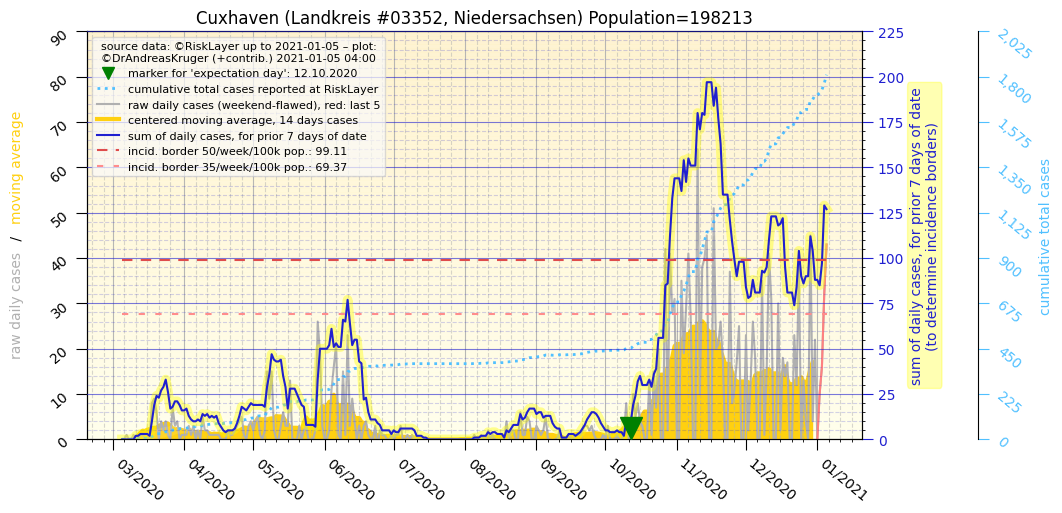 Cuxhaven (Landkreis #03352, Niedersachsen) Population=198213
source data: ©RiskLayer up to 2021-01-05 – plot:
©DrAndreasKruger (+contrib.) 2021-01-05 04:00
marker for 'expectation day': 12.10.2020
cumulative total cases reported at RiskLayer
raw daily cases (weekend-flawed), red: last 5
centered moving average, 14 days cases
sum of daily cases, for prior 7 days of date
incid. border 50/week/100k pop.: 99.11
incid. border 35/week/100k pop.: 69.37
raw daily cases / moving average
90
80
70
60
50
40
30
20
10
0
03/2020
04/2020
05/2020
06/2020
07/2020
08/2020
09/2020
10/2020
11/2020
12/2020
01/2021
225
200
175
150
125
100
75
50
25
0
sum of daily cases, for prior 7 days of date
(to determine incidence borders)
2,025
1,800
1,575
1,350
1,125
900
675
450
225
0
cumulative total cases